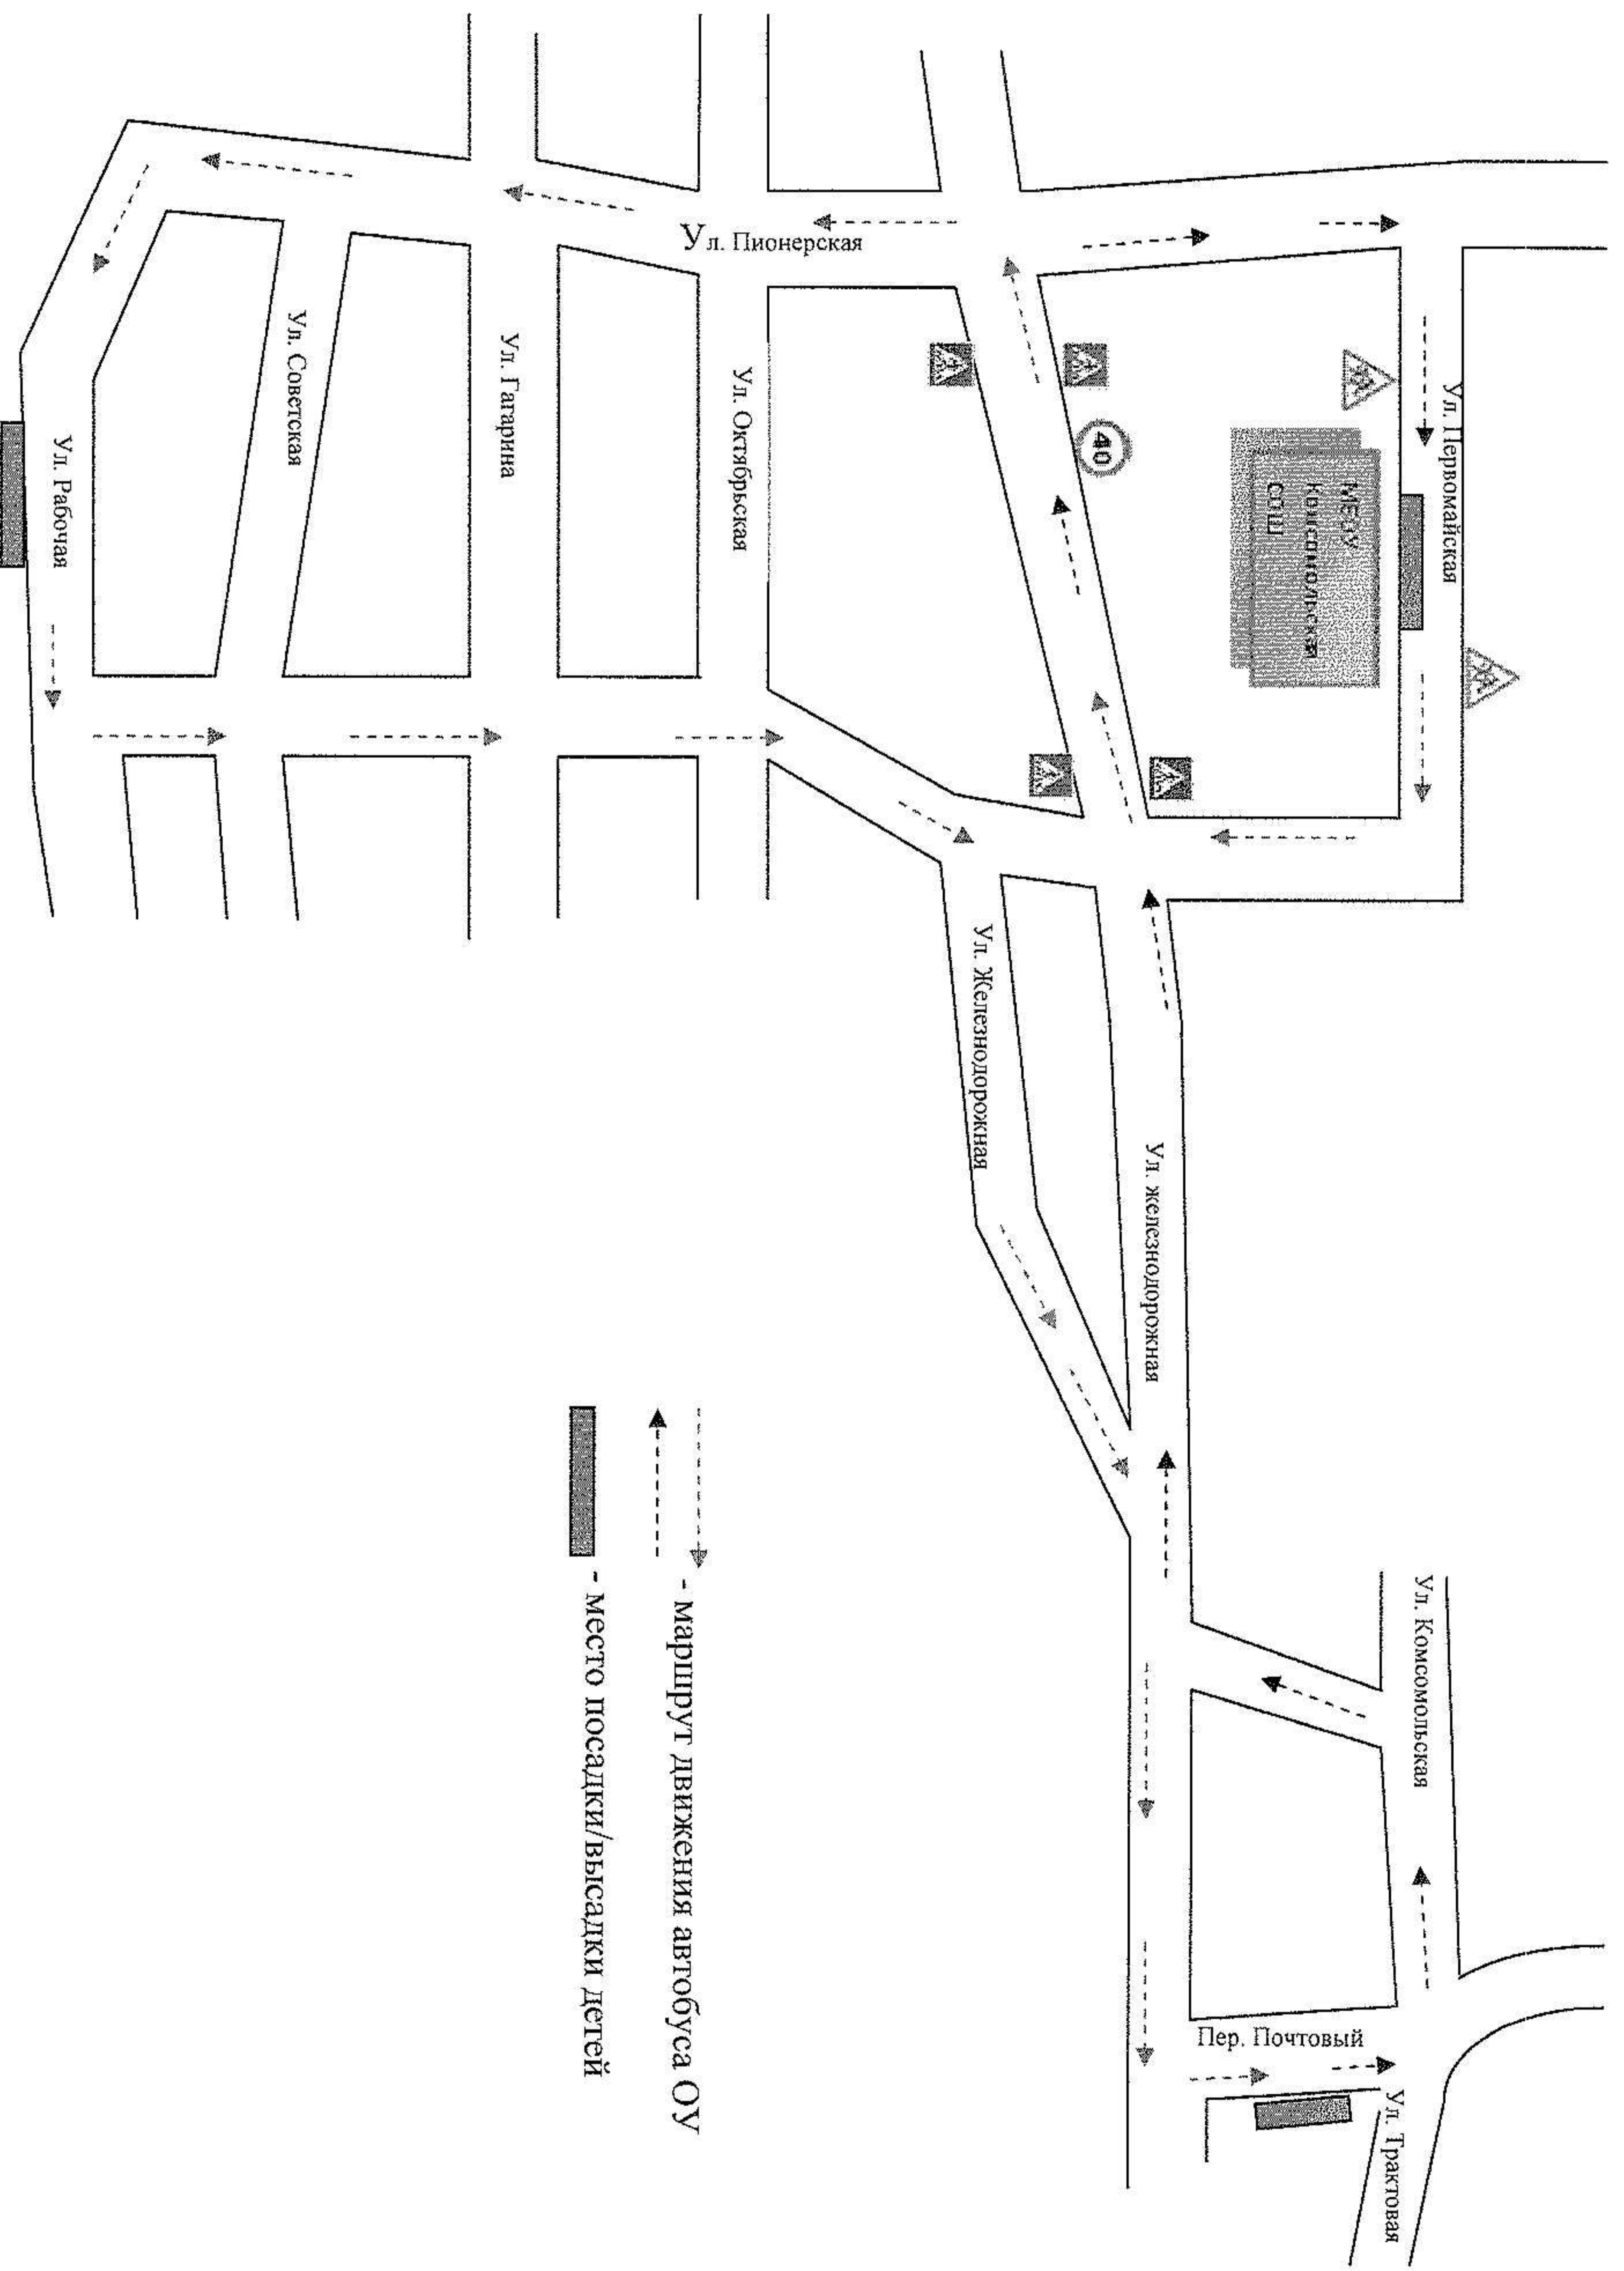 Ул. Первомайская
МБОУ
СОШ
40
Ул. Пионерская
Ул. Октябрьская
Ул. Гагарина
Ул. Советская
Ул. Рабочая
Ул. Железнодорожная
Ул. железнодорожная
Ул. Комсомольская
Пер. Почтовый
Ул. Трактовая
- маршрут движения автобуса ОУ
- место посадки/высадки детей